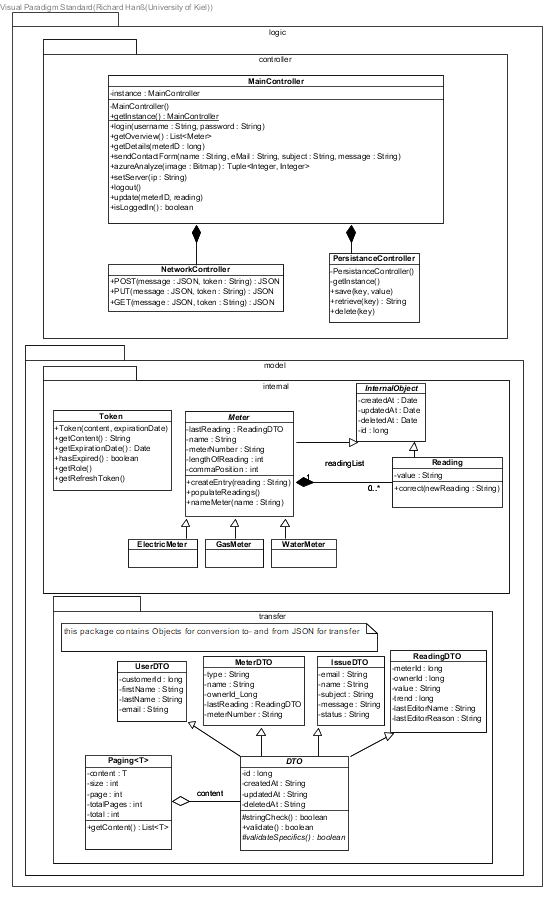 Visual Paradigm Standard(Richard Hanß(University of Kiel))
logic
controller
MainController
-instance : MainController
-MainController()
+getInstance() : MainController
+login(username : String, password : String)
+getOverview() : List<Meter>
+getDetails(meterID : long)
+sendContactForm(name : String, eMail : String, subject : String, message : String)
+azureAnalyze(image : Bitmap) : Tuple<Integer, Integer>
+setServer(ip : String)
+logout()
+update(meterID, reading)
+isLoggedIn() : boolean
NetworkController
+POST(message : JSON, token : String) : JSON
+PUT(message : JSON, token : String) : JSON
+GET(message : JSON, token : String) : JSON
PersistanceController
-PersistanceController()
-getInstance()
+save(key, value)
+retrieve(key) : String
+delete(key)
model
internal
InternalObject
-createdAt : Date
-updatedAt : Date
-deletedAt : Date
-id : long
Token
+Token(content, expirationDate)
+getContent() : String
+getExpirationDate() : Date
+hasExpired() : boolean
+getRole()
+getRefreshToken()
Meter
-lastReading : ReadingDTO
-name : String
-meterNumber : String
-lengthOfReading : int
-commaPosition : int
+createEntry(reading : String)
+populateReadings()
+nameMeter(name : String)
readingList
1
0..*
Reading
-value : String
+correct(newReading : String)
ElectricMeter
GasMeter
WaterMeter
transfer
this package contains Objects for conversion to- and from JSON for transfer
UserDTO
-customerId : long
-firstName : String
-lastName : String
-email : String
MeterDTO
-type : String
-name : String
-ownerId_Long
-lastReading : ReadingDTO
-meterNumber : String
IssueDTO
-email : String
-name : String
-subject : String
-message : String
-status : String
ReadingDTO
-meterId : long
-ownerId : long
-value : String
-trend : long
-lastEditorName : String
-lastEditorReason : String
Paging<T>
-content : T
-size : int
-page : int
-totalPages : int
-total : int
+getContent() : List<T>
content
DTO
-id : long
-createdAt : String
-updatedAt : String
-deletedAt : String
#stringCheck() : boolean
+validate() : boolean
#validateSpecifics() : boolean